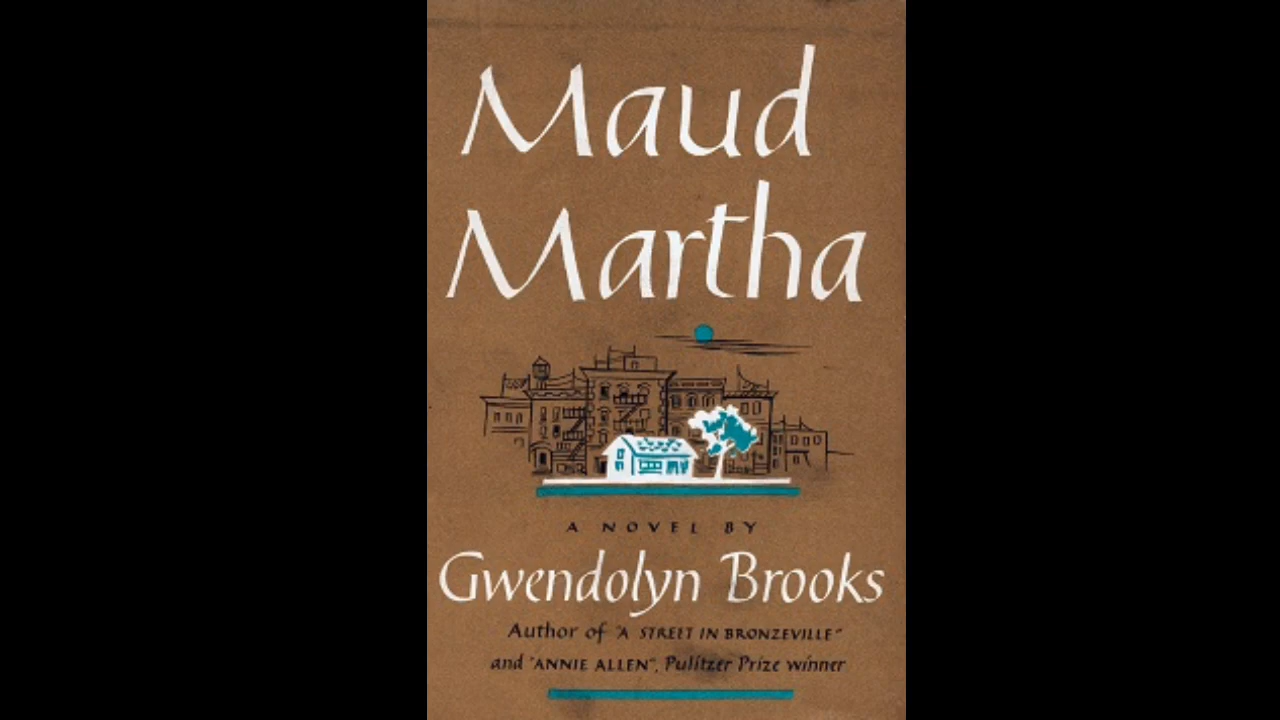 Maud
Martha
A NOVEL BY
Gwendolyn Brooks
Author of "A STREET IN BRONZEVILLE"
and "ANNIE ALLEN", Pulitzer Prize winner